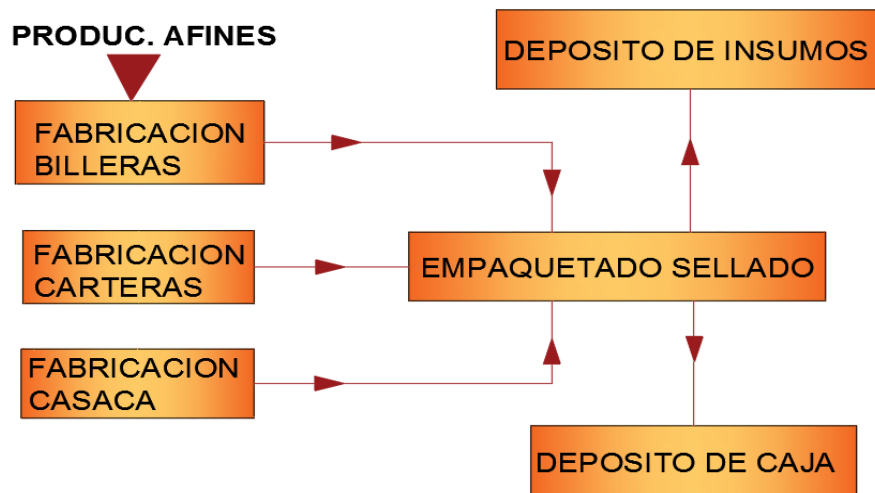 PRODUC. AFINES
FABRICACION
BILLERAS
FABRICACION
CARTERAS
FABRICACION
CASACA
DEPOSITO DE INSUMOS
EMPAQUETADO SELLADO
DEPOSITO DE CAJA